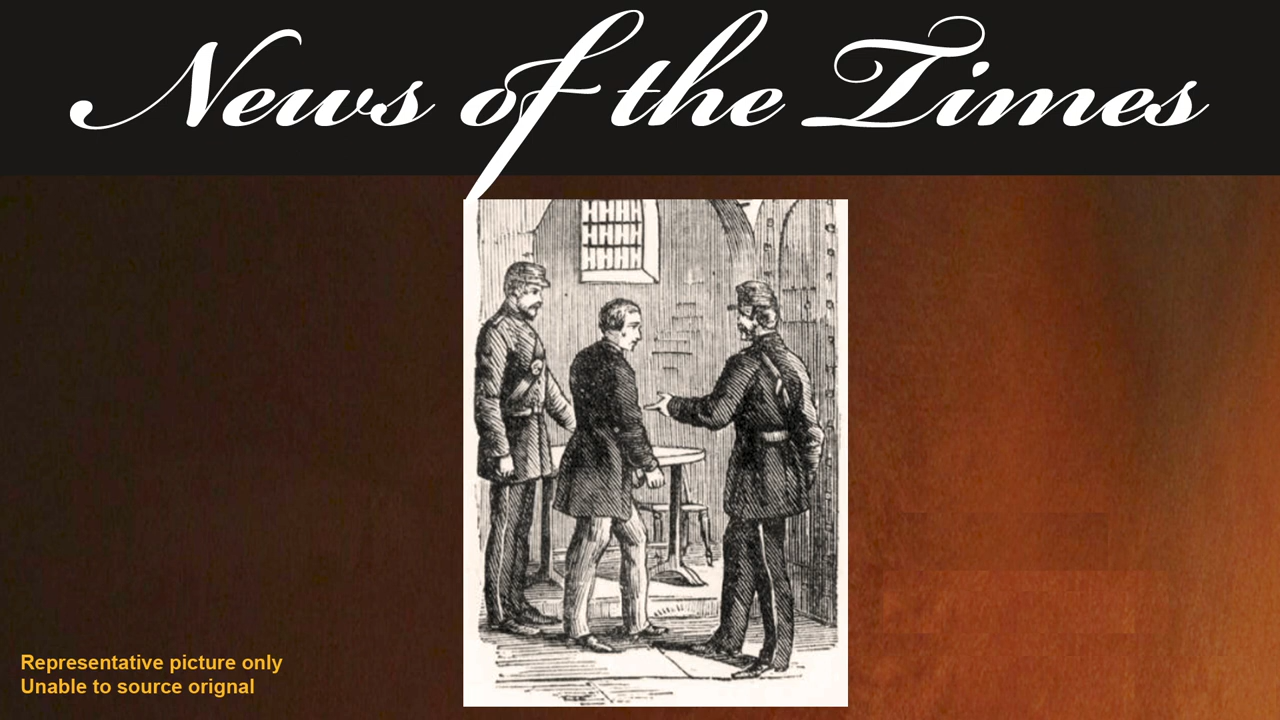 News of the Times
Representative picture only
Unable to source orignal